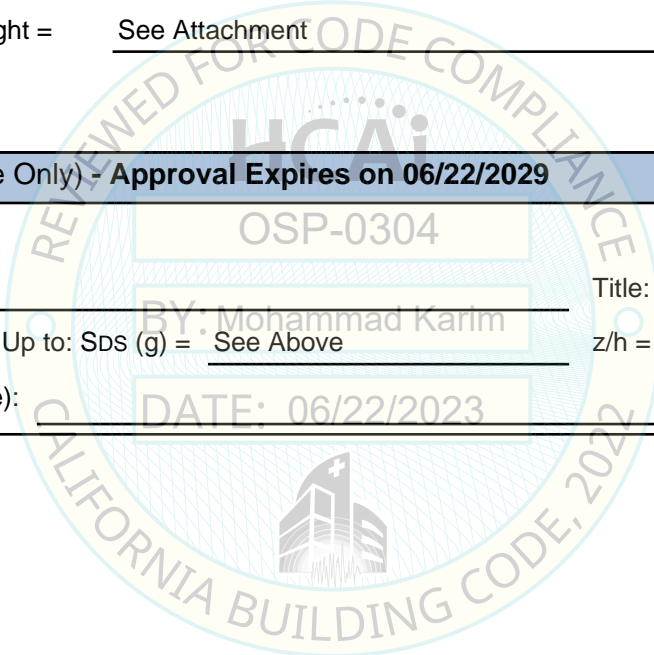 ght = See Attachment
REVIEWED FOR CODE COMPLIANCE
HCAi
e Only) - Approval Expires on 06/22/2029
OSP-0304
Title:
BY: Mohammad Karim
Up to: SDS (g) = See Above z/h =
e):
DATE: 06/22/2023
CALIFORNIA BUILDING CODE, 2022